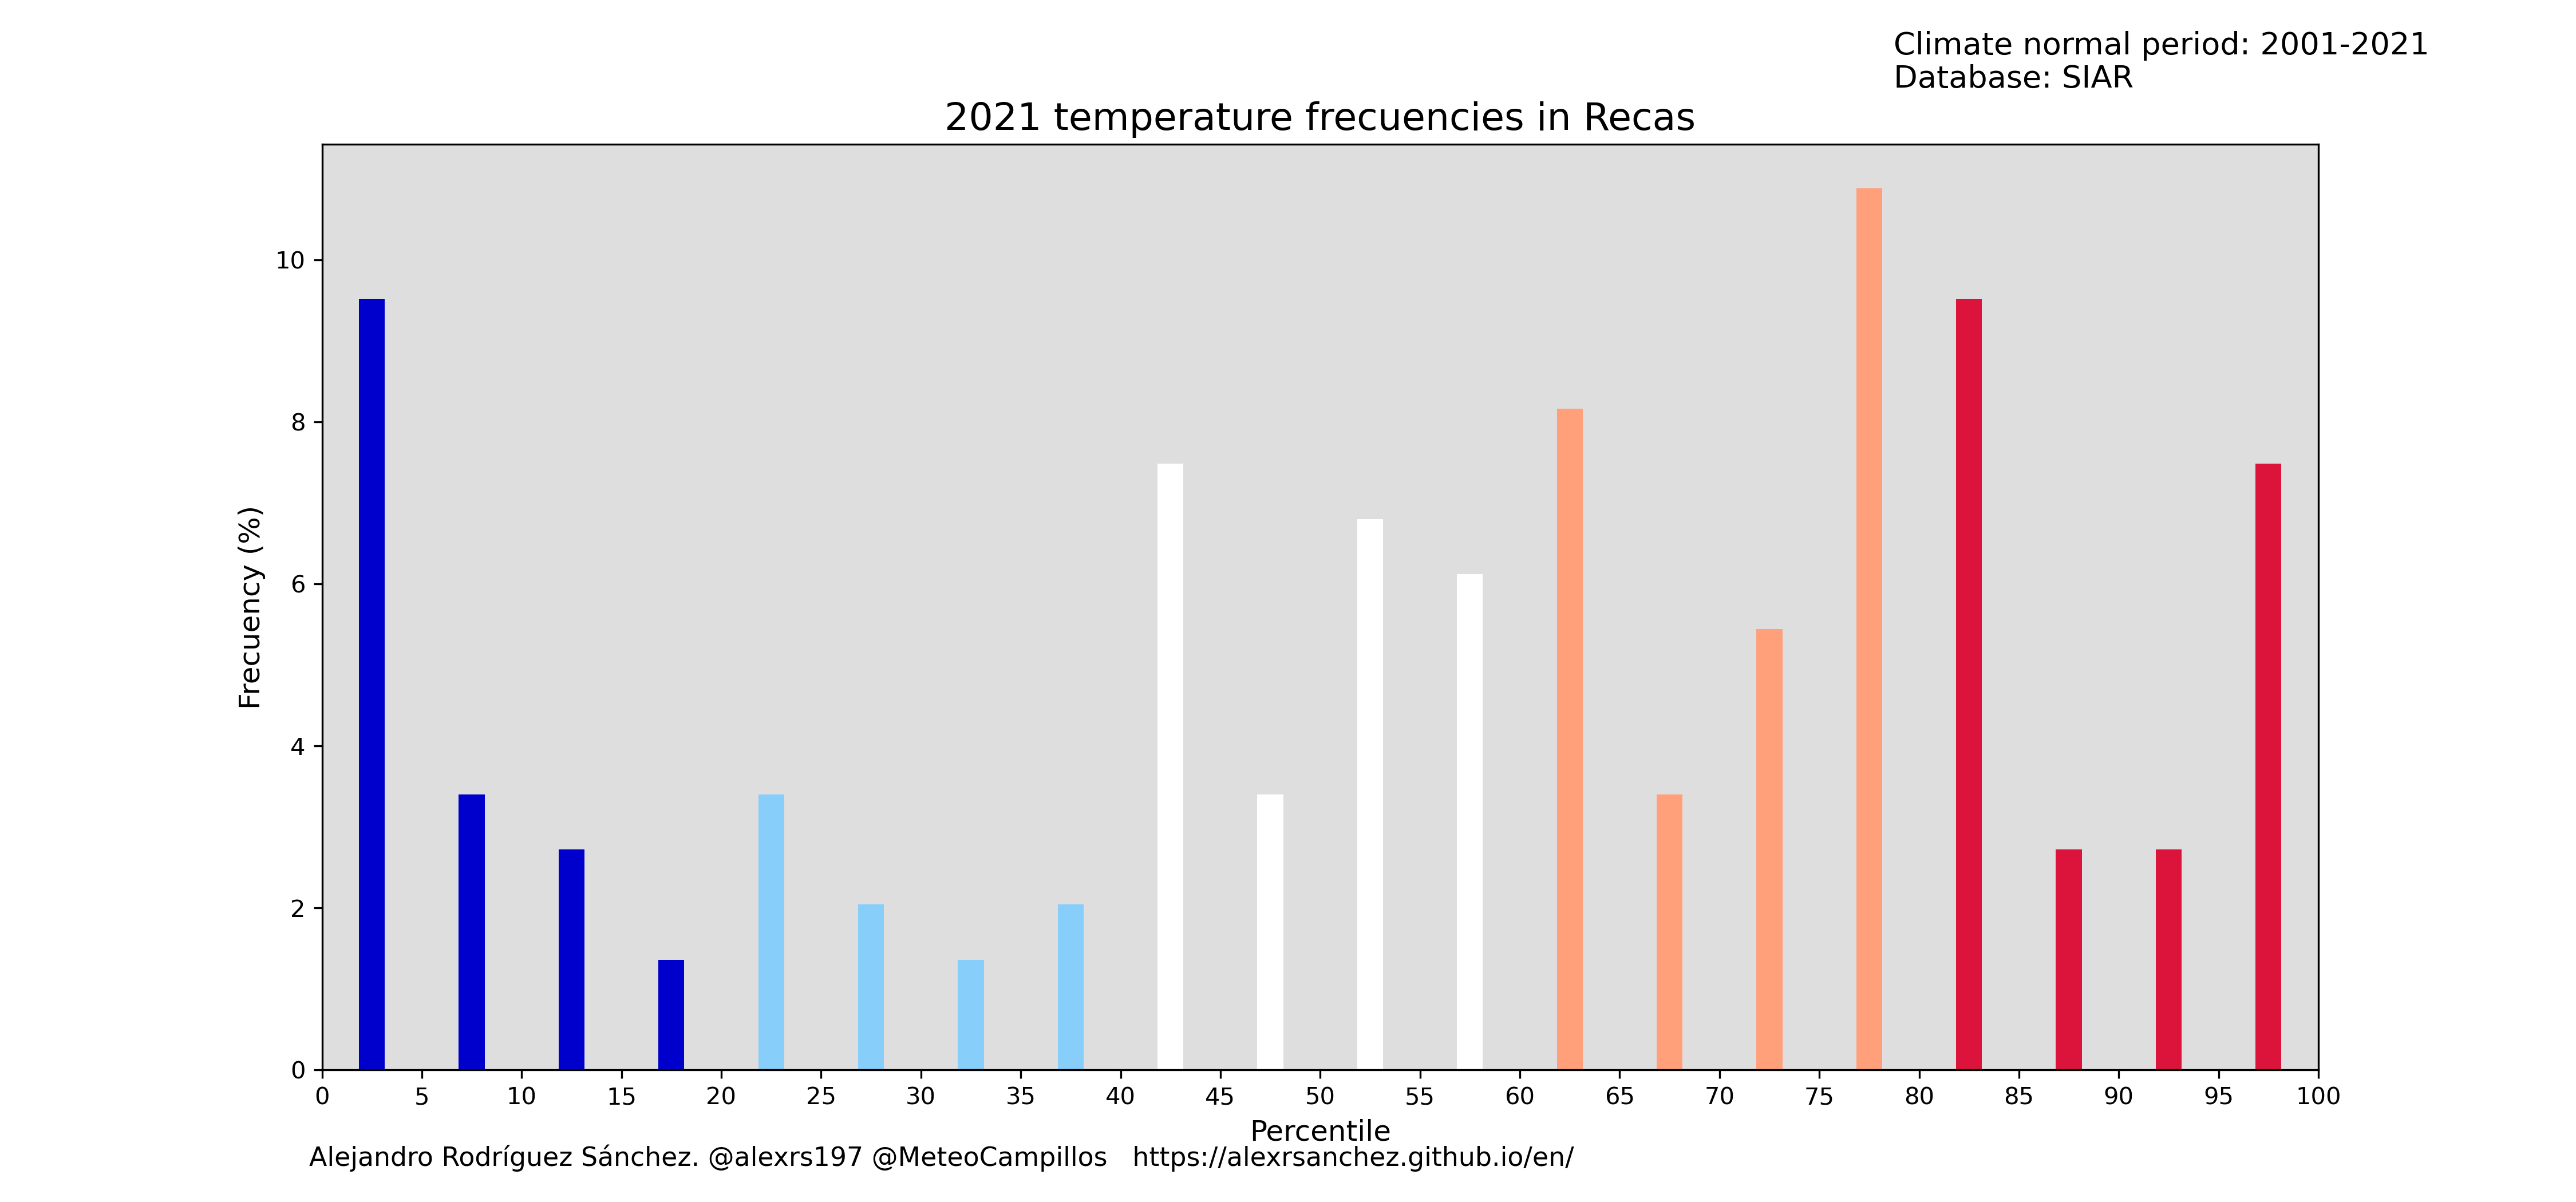 Climate normal period: 2001-2021
Database: SIAR
2021 temperature frecuencies in Recas
Frecuency (%)
10
8
6
4
2
0
0 5 10 15 20 25 30 35 40 45 50 55 60 65 70 75 80 85 90 95 100
Percentile
Alejandro Rodríguez Sánchez. @alexrs197 @MeteoCampillos https://alexrsanchez.github.io/en/